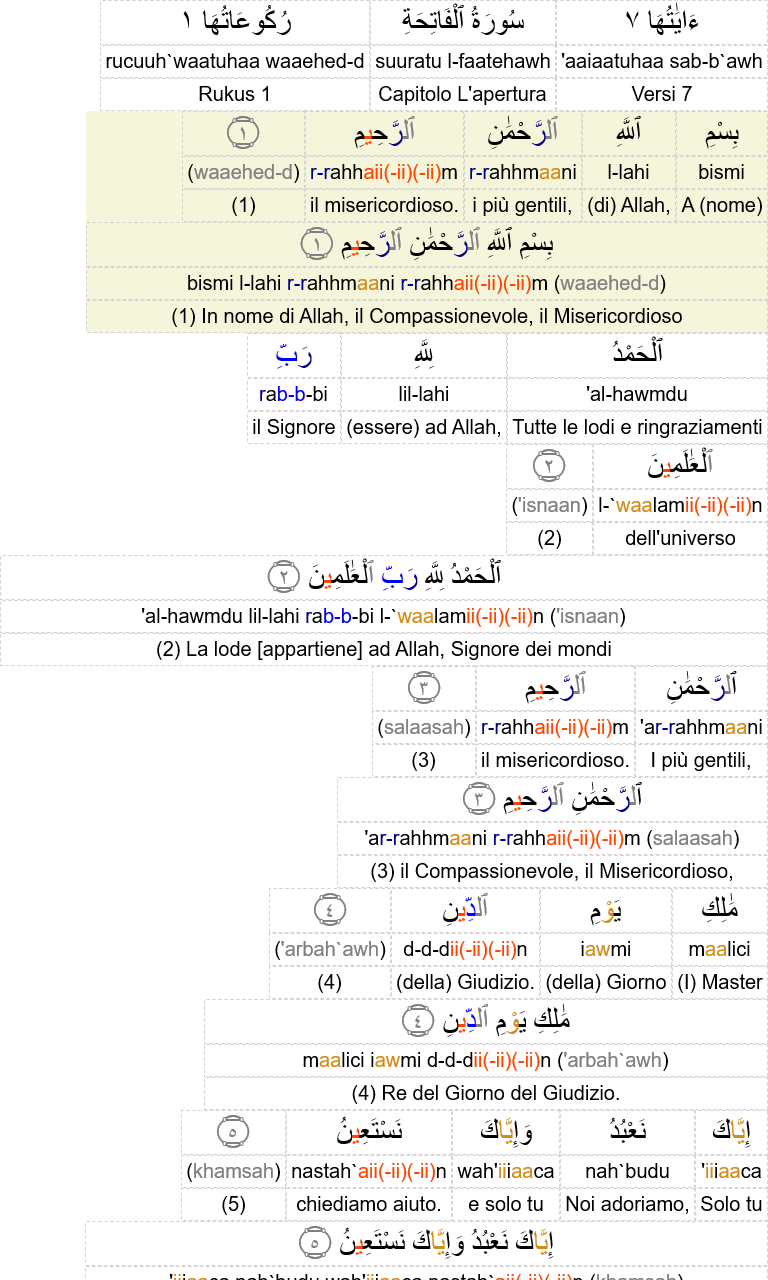 ءَايَٰتُهَا ٧ سُورَةُ ٱلْفَاتِحَةِ رُكُوعَاتُهَا ١
rucuuh`waatuhaa waaehed-d suuratu l-faatehawh 'aaiaatuhaa sab-b`awh
Rukus 1 Capitolo L'apertura Versi 7
بِسْمِ ٱللَّهِ ٱلرَّحْمَٰنِ ٱلرَّحِيمِ ١
(waaehed-d) r-rahhaii(-ii)(-ii)m r-rahhmaani l-lahi bismi
(1) il misericordioso. i più gentili, (di) Allah, A (nome)
بِسْمِ ٱللَّهِ ٱلرَّحْمَٰنِ ٱلرَّحِيمِ ١
bismi l-lahi r-rahhmaani r-rahhaii(-ii)(-ii)m (waaehed-d)
(1) In nome di Allah, il Compassionevole, il Misericordioso
ٱلْحَمْدُ لِلَّهِ رَبِّ
rab-b-bi lil-lahi 'al-hawmdu
il Signore (essere) ad Allah, Tutte le lodi e ringraziamenti
ٱلْعَٰلَمِينَ ٢
('isnaan) l-`waalamii(-ii)(-ii)n
(2) dell'universo
ٱلْحَمْدُ لِلَّهِ رَبِّ ٱلْعَٰلَمِينَ ٢
'al-hawmdu lil-lahi rab-b-bi l-`waalamii(-ii)(-ii)n ('isnaan)
(2) La lode [appartiene] ad Allah, Signore dei mondi
ٱلرَّحْمَٰنِ ٱلرَّحِيمِ ٣
(salaasah) r-rahhaii(-ii)(-ii)m 'ar-rahhmaani
(3) il misericordioso. I più gentili,
ٱلرَّحْمَٰنِ ٱلرَّحِيمِ ٣
'ar-rahhmaani r-rahhaii(-ii)(-ii)m (salaasah)
(3) il Compassionevole, il Misericordioso,
مَٰلِكِ يَوْمِ ٱلدِّينِ ٤
('arbah`awh) d-d-dii(-ii)(-ii)n iawmi maalici
(4) (della) Giudizio. (della) Giorno (I) Master
مَٰلِكِ يَوْمِ ٱلدِّينِ ٤
maalici iawmi d-d-dii(-ii)(-ii)n ('arbah`awh)
(4) Re del Giorno del Giudizio.
إِيَّاكَ نَعْبُدُ وَإِيَّاكَ نَسْتَعِينُ ٥
(khamsah) nastah`aii(-ii)(-ii)n wah'iiiaaca nah`budu 'iiiaaca
(5) chiediamo aiuto. e solo tu Noi adoriamo, Solo tu
إِيَّاكَ نَعْبُدُ وَإِيَّاكَ نَسْتَعِينُ ٥